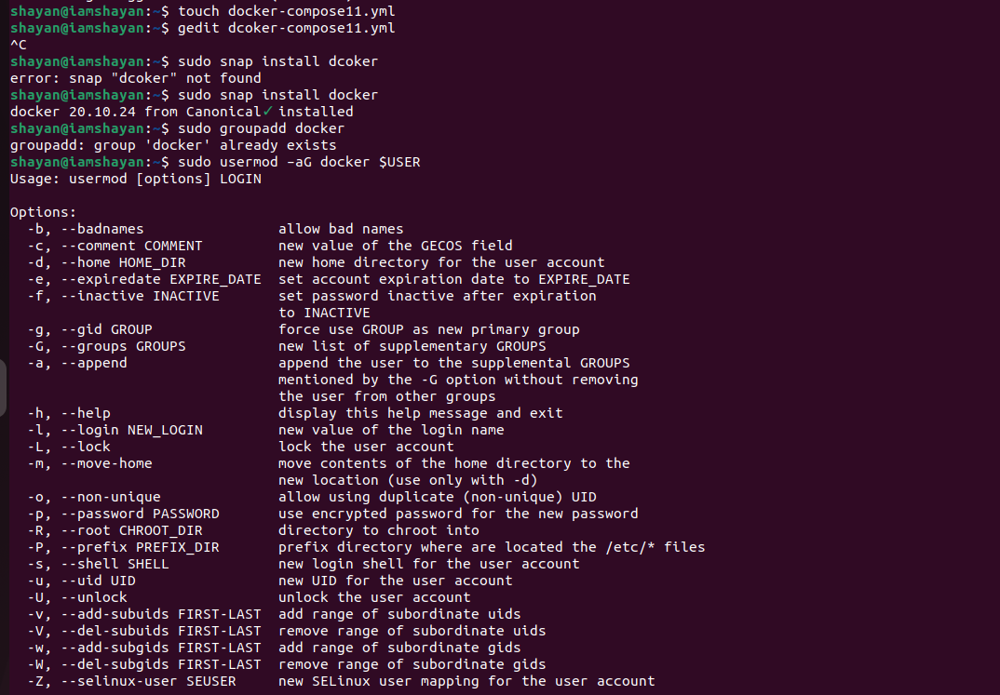 shayan@iamshayan:~$ touch docker-compose11.yml
shayan@iamshayan:~$ gedit dcoker-compose11.yml
^C
shayan@iamshayan:~$ sudo snap install dcoker
error: snap "dcoker" not found
shayan@iamshayan:~$ sudo snap install docker
docker 20.10.24 from Canonical✓ installed
shayan@iamshayan:~$ sudo groupadd docker
groupadd: group 'docker' already exists
shayan@iamshayan:~$ sudo usermod –aG docker $USER
Usage: usermod [options] LOGIN

Options:
  -b, --badnames                allow bad names
  -c, --comment COMMENT         new value of the GECOS field
  -d, --home HOME_DIR           new home directory for the user account
  -e, --expiredate EXPIRE_DATE  set account expiration date to EXPIRE_DATE
  -f, --inactive INACTIVE       set password inactive after expiration
                                to INACTIVE
  -g, --gid GROUP               force use GROUP as new primary group
  -G, --groups GROUPS           new list of supplementary GROUPS
  -a, --append                  append the user to the supplemental GROUPS
                                mentioned by the -G option without removing
                                the user from other groups
  -h, --help                    display this help message and exit
  -l, --login NEW_LOGIN         new value of the login name
  -L, --lock                    lock the user account
  -m, --move-home               move contents of the home directory to the
                                new location (use only with -d)
  -o, --non-unique              allow using duplicate (non-unique) UID
  -p, --password PASSWORD       use encrypted password for the new password
  -R, --root CHROOT_DIR         directory to chroot into
  -P, --prefix PREFIX_DIR       prefix directory where are located the /etc/* files
  -s, --shell SHELL             new login shell for the user account
  -u, --uid UID                 new UID for the user account
  -U, --unlock                  unlock the user account
  -v, --add-subuids FIRST-LAST  add range of subordinate uids
  -V, --del-subuids FIRST-LAST  remove range of subordinate uids
  -w, --add-subgids FIRST-LAST  add range of subordinate gids
  -W, --del-subgids FIRST-LAST  remove range of subordinate gids
  -Z, --selinux-user SEUSER     new SELinux user mapping for the user account